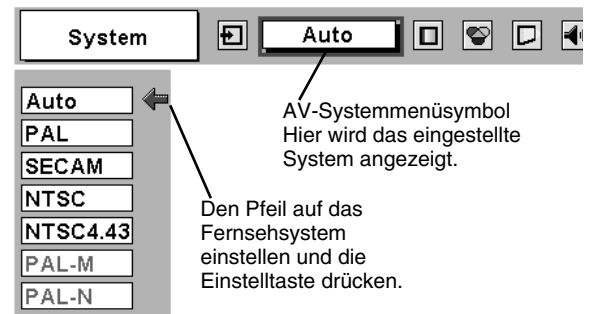 System
Auto
Auto
PAL
SECAM
NTSC
NTSC4.43
PAL-M
PAL-N
AV-Systemmenüsymbol
Hier wird das eingestellte
System angezeigt.
Den Pfeil auf das
Fernsehsystem
einstellen und die
Einstelltaste drücken.